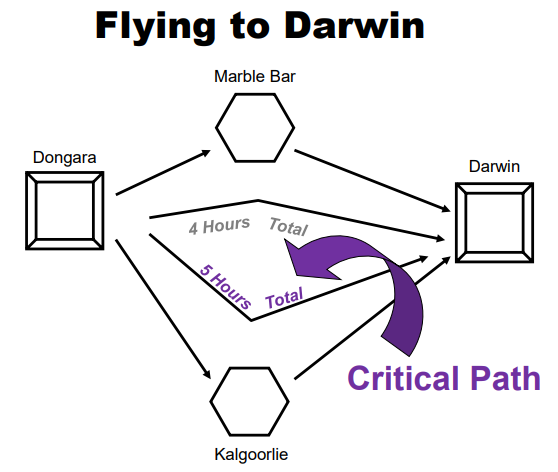 Flying to Darwin
Marble Bar
Dongara
Darwin
4 Hours Total
5 Hours Total
Critical Path
Kalgoorlie